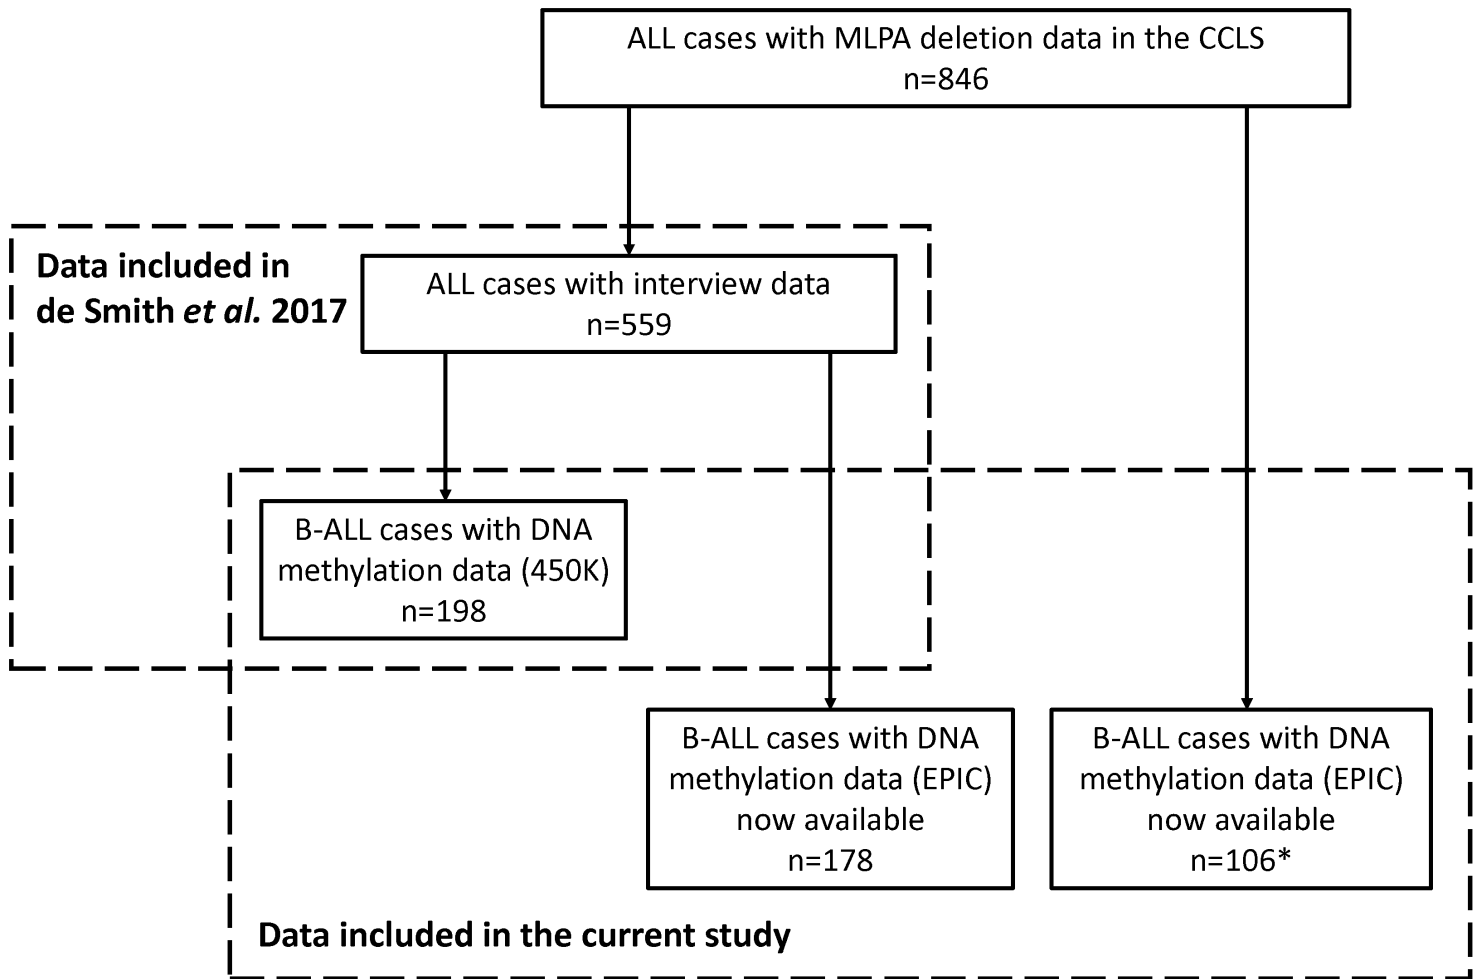 ALL cases with MLPA deletion data in the CCLS
n=846
Data included in
de Smith et al. 2017
ALL cases with interview data
n=559
B-ALL cases with DNA
methylation data (450K)
n=198
B-ALL cases with DNA
methylation data (EPIC)
now available
n=178
B-ALL cases with DNA
methylation data (EPIC)
now available
n=106*
Data included in the current study